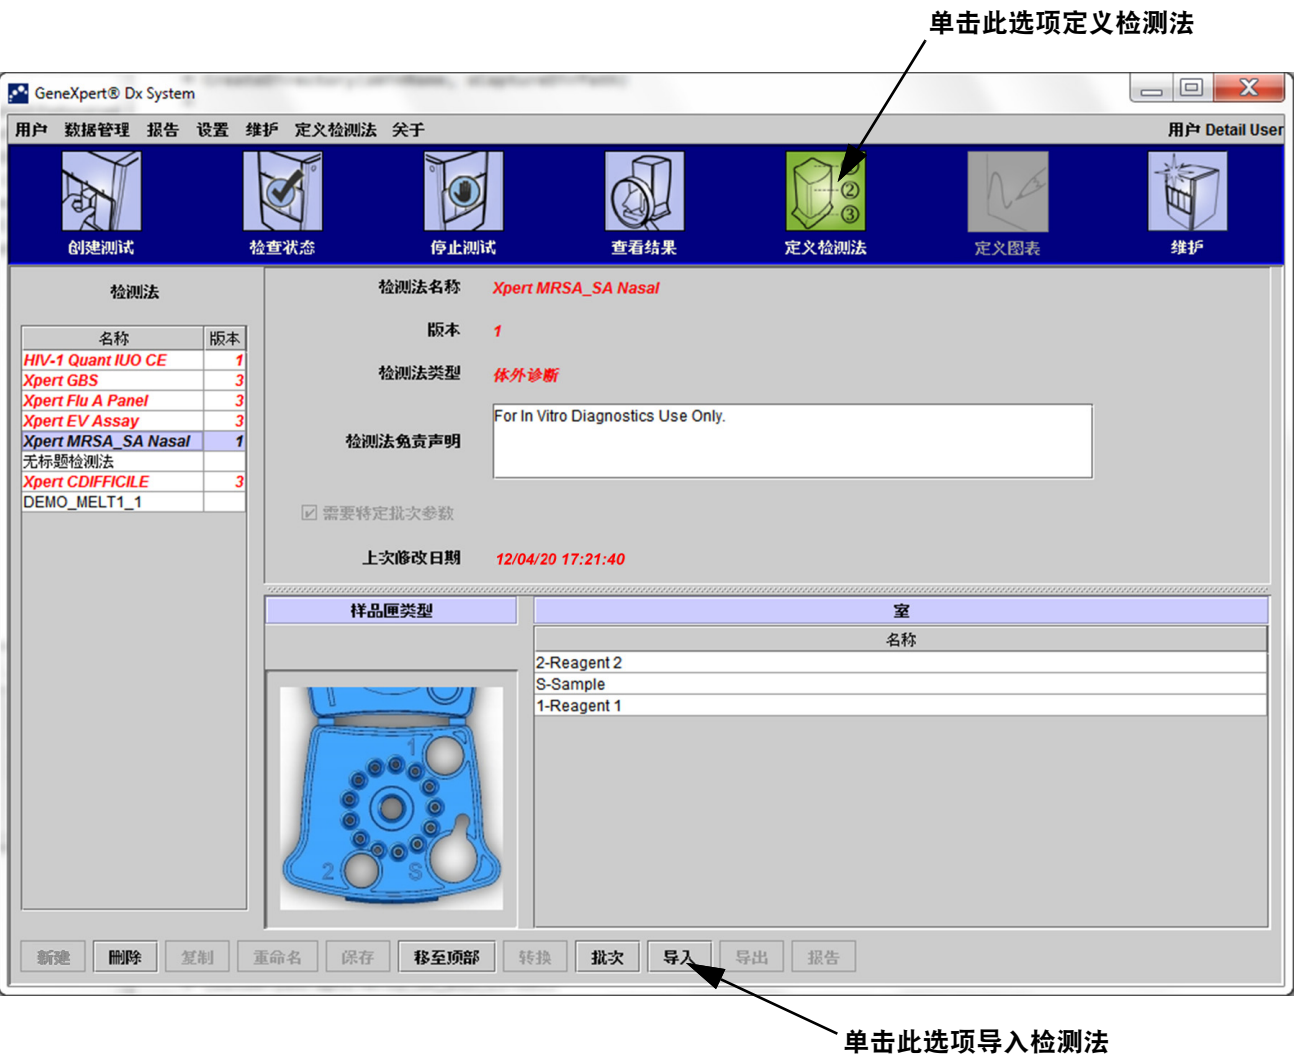 单击此选项定义检测法
GeneXpert® Dx System
用户 数据管理 报告 设置 维护 定义检测法 关于
用户 Detail User
创建测试 检查状态 停止测试 查看结果 定义检测法 定义图表 维护
检测法
名称 版本
HIV-1 Quant IUO CE 1
Xpert GBS 3
Xpert Flu A Panel 3
Xpert EV Assay 3
Xpert MRSA_SA Nasal 1
无标题检测法
Xpert CDIFFICILE 3
DEMO_MELT1_1
检测法名称 Xpert MRSA_SA Nasal
版本 1
检测法类型 体外诊断
检测法免责声明 For In Vitro Diagnostics Use Only.
需要特定批次参数
上次修改日期 12/04/20 17:21:40
样品匣类型
1
2 S
室
名称
2-Reagent 2
S-Sample
1-Reagent 1
新建 删除 复制 重命名 保存 移至顶部 转换 批次 导入 导出 报告
单击此选项导入检测法